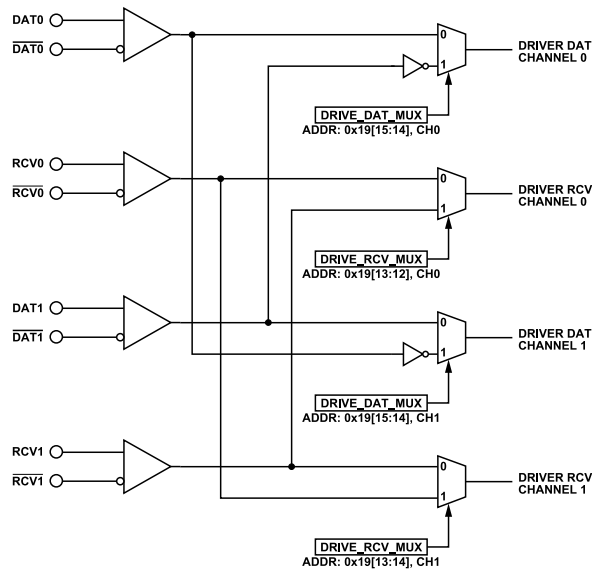 DAT0
DAT0
0
1
DRIVER DAT
CHANNEL 0
DRIVE_DAT_MUX
ADDR: 0x19[15:14], CH0
RCV0
RCV0
0
1
DRIVER RCV
CHANNEL 0
DRIVE_RCV_MUX
ADDR: 0x19[13:12], CH0
DAT1
DAT1
0
1
DRIVER DAT
CHANNEL 1
DRIVE_DAT_MUX
ADDR: 0x19[15:14], CH1
RCV1
RCV1
0
1
DRIVER RCV
CHANNEL 1
DRIVE_RCV_MUX
ADDR: 0x19[13:14], CH1